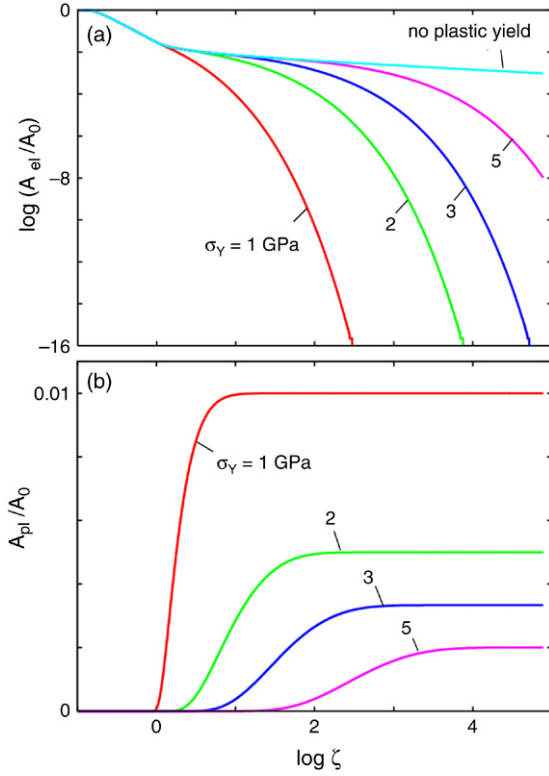 0
(a)
no plastic yield
log (A_el/A_0)
-8
5
3
2
σ_Y = 1 GPa
-16
(b)
0.01
σ_Y = 1 GPa
A_pl/A_0
2
3
5
0
0 2 4
log ζ